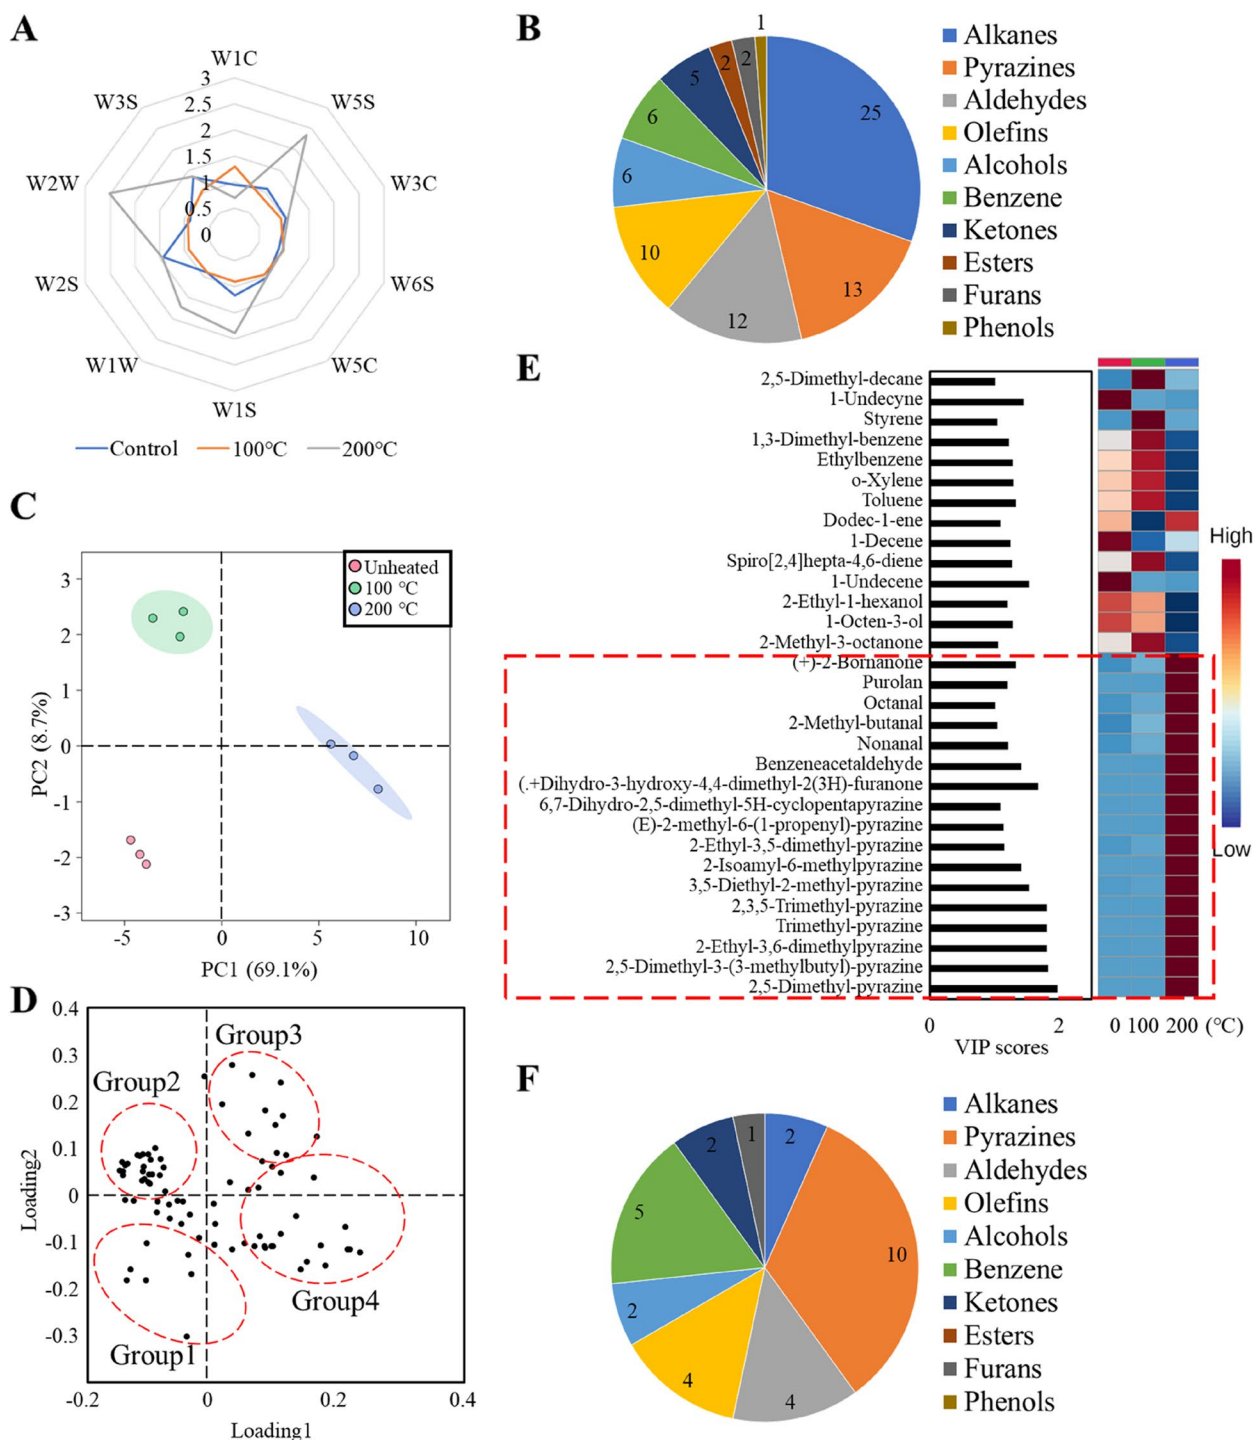 A
W1C
W5S
W3C
W6S
W5C
W1S
W1W
W2S
W2W
W3S
3
2.5
2
1.5
1
0.5
0
Control
100℃
200℃
B
1
2
2
5
6
6
10
12
13
25
Alkanes
Pyrazines
Aldehydes
Olefins
Alcohols
Benzene
Ketones
Esters
Furans
Phenols
C
Unheated
100 ℃
200 ℃
3
2
1
0
-1
-2
-3
PC2 (8.7%)
-5 0 5 10
PC1 (69.1%)
D
Group3
Group2
Group4
Group1
0.4
0.3
0.2
0.1
0
-0.1
-0.2
-0.3
Loading2
-0.2 0 0.2 0.4
Loading1
E
2,5-Dimethyl-decane
1-Undecyne
Styrene
1,3-Dimethyl-benzene
Ethylbenzene
o-Xylene
Toluene
Dodec-1-ene
1-Decene
Spiro[2,4]hepta-4,6-diene
1-Undecene
2-Ethyl-1-hexanol
1-Octen-3-ol
2-Methyl-3-octanone
(+)-2-Bornanone
Purolan
Octanal
2-Methyl-butanal
Nonanal
Benzeneacetaldehyde
(.+Dihydro-3-hydroxy-4,4-dimethyl-2(3H)-furanone
6,7-Dihydro-2,5-dimethyl-5H-cyclopentapyrazine
(E)-2-methyl-6-(1-propenyl)-pyrazine
2-Ethyl-3,5-dimethyl-pyrazine
2-Isoamyl-6-methylpyrazine
3,5-Diethyl-2-methyl-pyrazine
2,3,5-Trimethyl-pyrazine
Trimethyl-pyrazine
2-Ethyl-3,6-dimethylpyrazine
2,5-Dimethyl-3-(3-methylbutyl)-pyrazine
2,5-Dimethyl-pyrazine
0 2
VIP scores
0 100 200 (℃)
High
Low
F
2
10
4
4
2
5
2
1
Alkanes
Pyrazines
Aldehydes
Olefins
Alcohols
Benzene
Ketones
Esters
Furans
Phenols